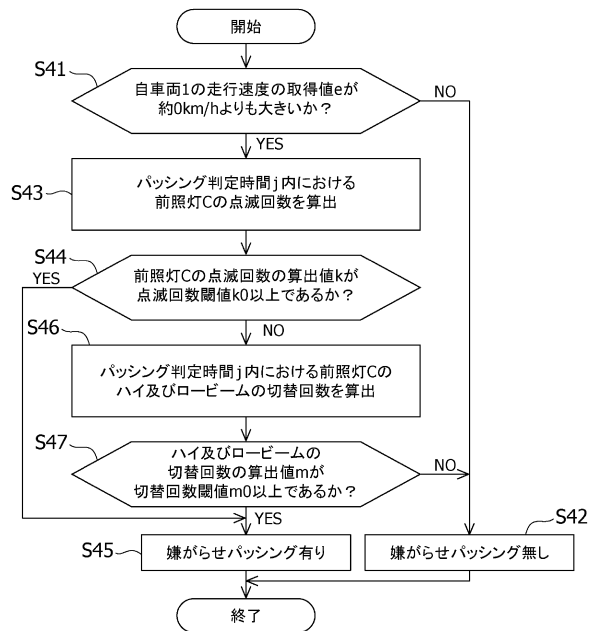 開始
S41
自車両1の走行速度の取得値eが
約0km/hよりも大きいか？
NO
YES
S43
パッシング判定時間j内における
前照灯Cの点滅回数を算出
S44
YES
前照灯Cの点滅回数の算出値kが
点滅回数閾値k0以上であるか？
NO
S46
パッシング判定時間j内における前照灯Cの
ハイ及びロービームの切替回数を算出
S47
ハイ及びロービームの
切替回数の算出値mが
切替回数閾値m0以上であるか？
NO
YES
S45
嫌がらせパッシング有り
S42
嫌がらせパッシング無し
終了